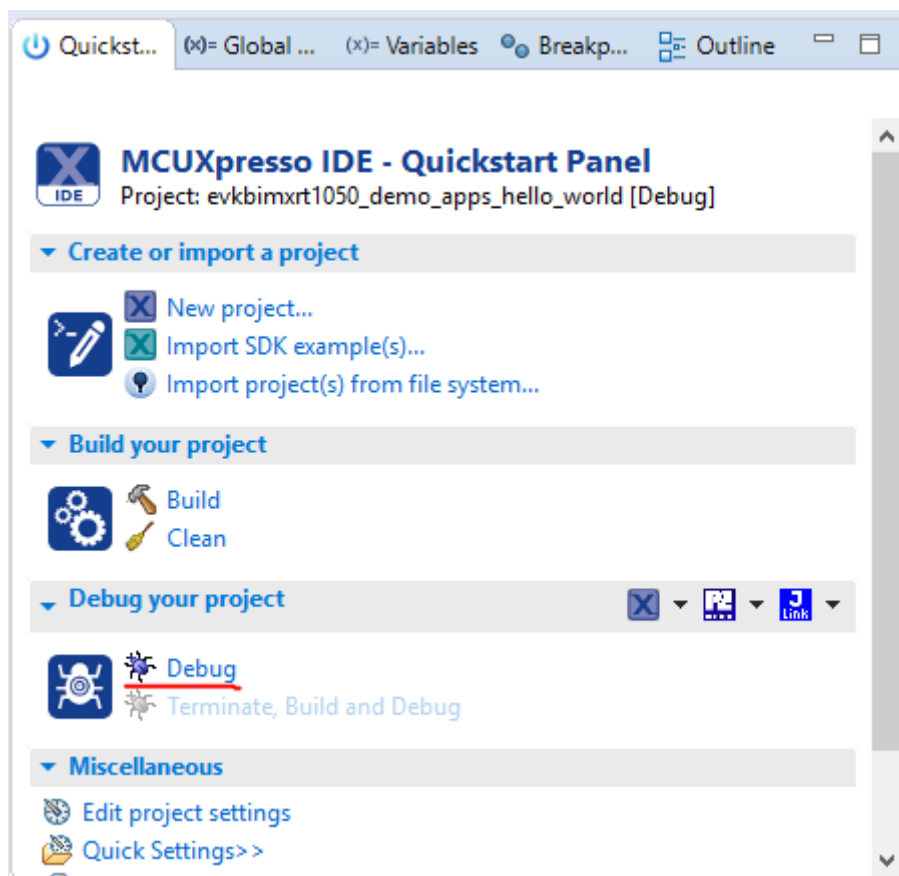 Quickst...
(x)= Global ...
(x)= Variables
Breakp...
Outline
X
IDE
MCUXpresso IDE - Quickstart Panel
Project: evkbimxrt1050_demo_apps_hello_world [Debug]
Create or import a project
New project...
Import SDK example(s)...
Import project(s) from file system...
Build your project
Build
Clean
Debug your project
J
Link
Debug
Terminate, Build and Debug
Miscellaneous
Edit project settings
Quick Settings>>